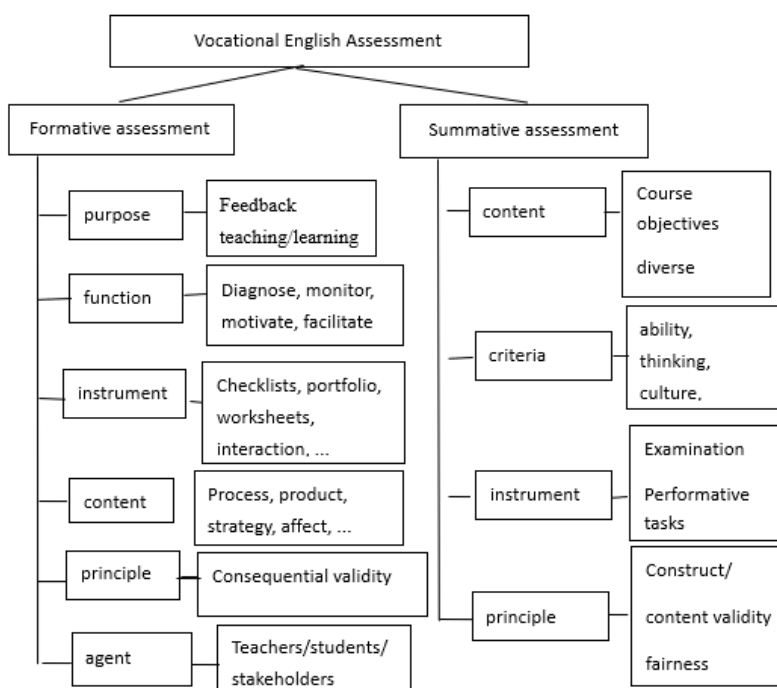 Vocational English Assessment
Formative assessment
purpose
Feedback
teaching/learning
function
Diagnose, monitor,
motivate, facilitate
instrument
Checklists, portfolio,
worksheets,
interaction, ...
content
Process, product,
strategy, affect, ...
principle
Consequential validity
agent
Teachers/students/
stakeholders
Summative assessment
content
Course
objectives
diverse
criteria
ability,
thinking,
culture,
instrument
Examination
Performative
tasks
principle
Construct/
content validity
fairness